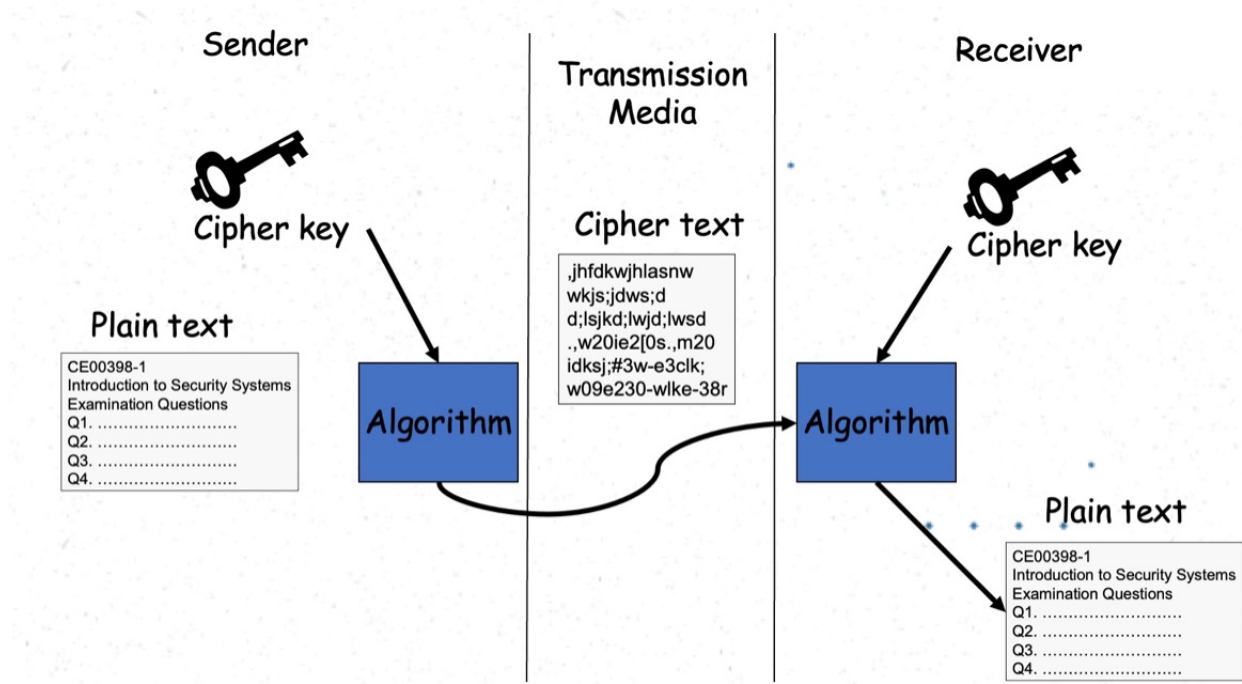 Sender
Cipher key
Plain text
CE00398-1
Introduction to Security Systems
Examination Questions
Q1. ............................
Q2. ............................
Q3. ............................
Q4. ............................
Algorithm
Transmission
Media
Cipher text
,jhfdkwjhlasnw
wkjs;jdws;d
d;lsjkd;lwjd;lwsd
.,w20ie2[0s.,m20
idksj;#3w-e3clk;
w09e230-wlke-38r
Receiver
Cipher key
Algorithm
Plain text
CE00398-1
Introduction to Security Systems
Examination Questions
Q1. ............................
Q2. ............................
Q3. ............................
Q4. ............................